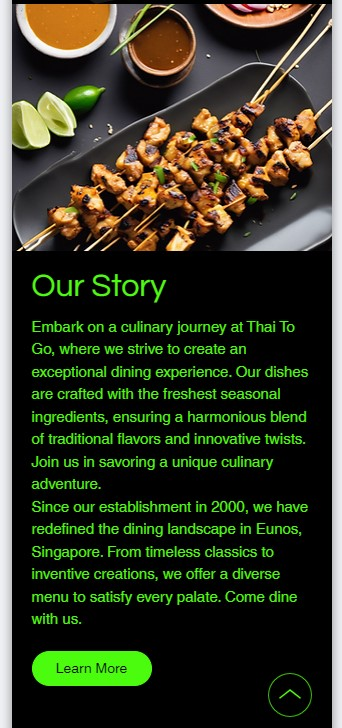 Our Story
Embark on a culinary journey at Thai To
Go, where we strive to create an
exceptional dining experience. Our dishes
are crafted with the freshest seasonal
ingredients, ensuring a harmonious blend
of traditional flavors and innovative twists.
Join us in savoring a unique culinary
adventure.
Since our establishment in 2000, we have
redefined the dining landscape in Eunos,
Singapore. From timeless classics to
inventive creations, we offer a diverse
menu to satisfy every palate. Come dine
with us.
Learn More